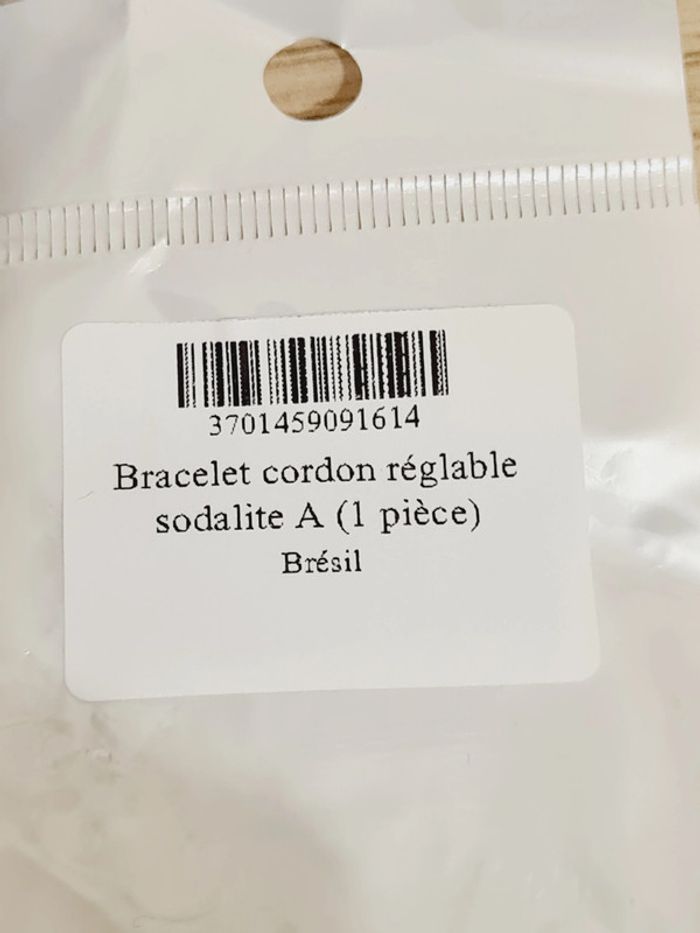 3701459091614
Bracelet cordon réglable
sodalite A (1 pièce)
Brésil